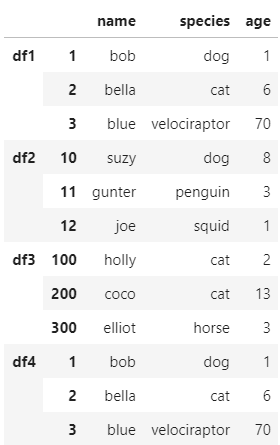 name species age
df1 1 bob dog 1
2 bella cat 6
3 blue velociraptor 70
df2 10 suzy dog 8
11 gunter penguin 3
12 joe squid 1
df3 100 holly cat 2
200 coco cat 13
300 elliot horse 3
df4 1 bob dog 1
2 bella cat 6
3 blue velociraptor 70